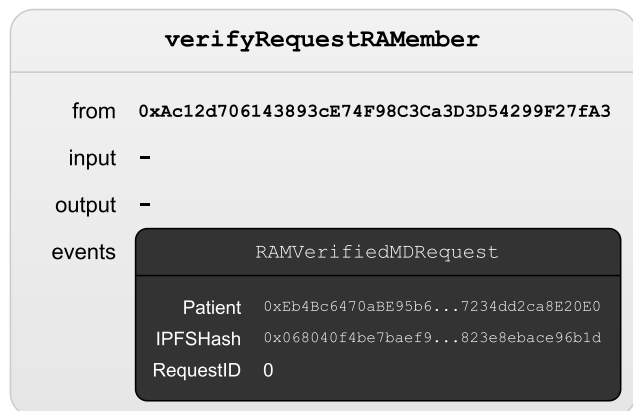 verifyRequestRAMember
from 0xAc12d706143893cE74F98C3Ca3D3D54299F27fA3
input -
output -
events RAMVerifiedMDRequest
Patient 0xEb4Bc6470aBE95b6...7234dd2ca8E20E0
IPFSHash 0x068040f4be7baef9...823e8ebace96b1d
RequestID 0